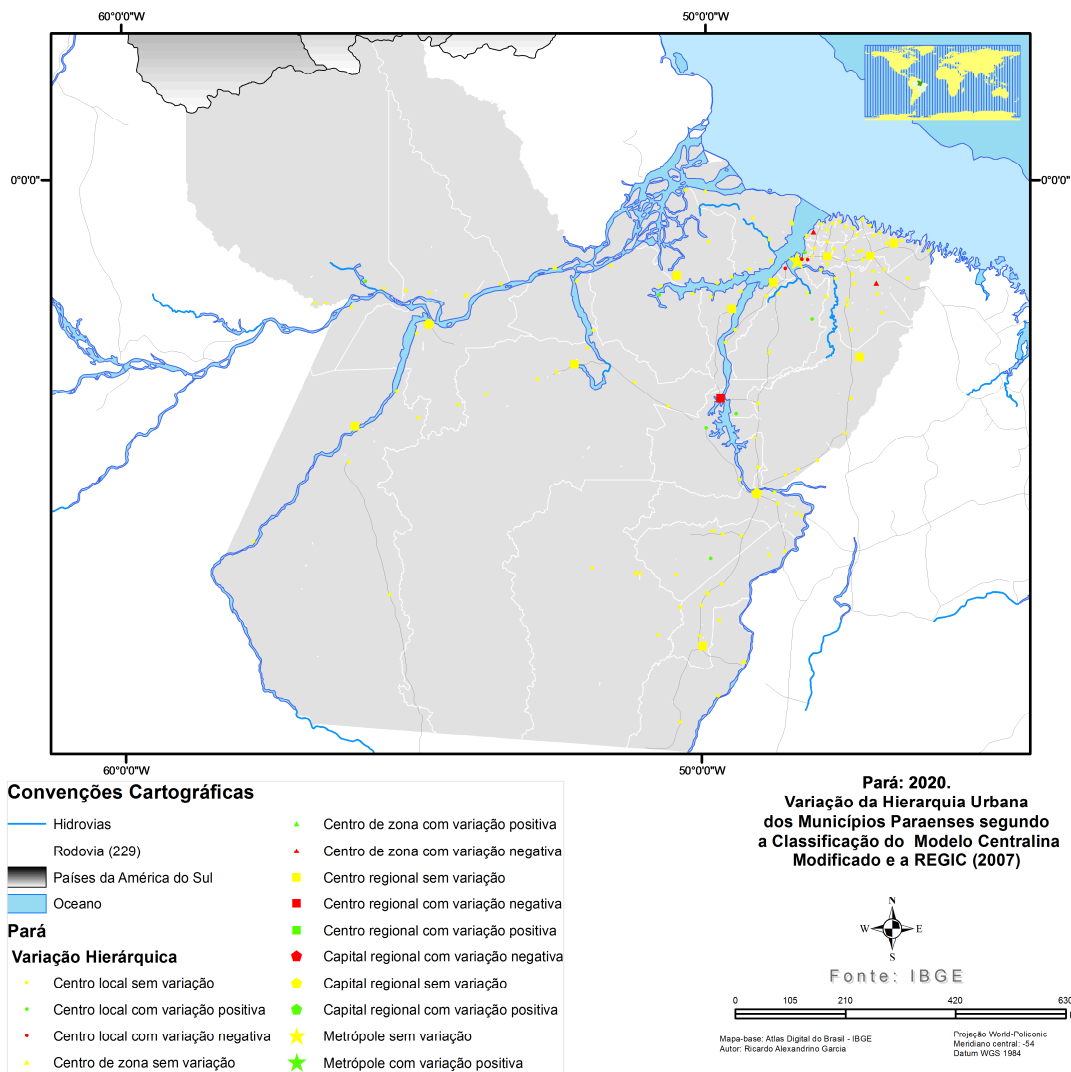 60°0'0"W 50°0'0"W
0°0'0" 0°0'0"
60°0'0"W 50°0'0"W
Convenções Cartográficas
Hidrovias
Rodovia (229)
Países da América do Sul
Oceano
Pará
Variação Hierárquica
Centro local sem variação
Centro local com variação positiva
Centro local com variação negativa
Centro de zona sem variação
Centro de zona com variação positiva
Centro de zona com variação negativa
Centro regional sem variação
Centro regional com variação negativa
Centro regional com variação positiva
Capital regional com variação negativa
Capital regional sem variação
Capital regional com variação positiva
Metrópole sem variação
Metrópole com variação positiva
Pará: 2020.
Variação da Hierarquia Urbana
dos Municípios Paraenses segundo
a Classificação do Modelo Centralina
Modificado e a REGIC (2007)
N
W E
S
Fonte: IBGE
0 105 210 420 630
Mapa-base: Atlas Digital do Brasil - IBGE
Autor: Ricardo Alexandrino Garcia
Projeção World-Policonic
Meridiano central: -54
Datum WGS 1984